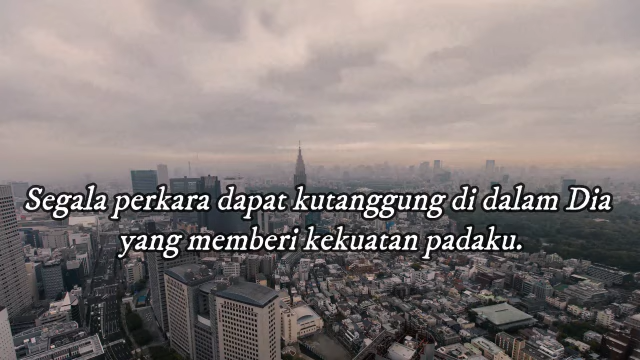 Segala perkara dapat kutanggung di dalam Dia
yang memberi kekuatan padaku.